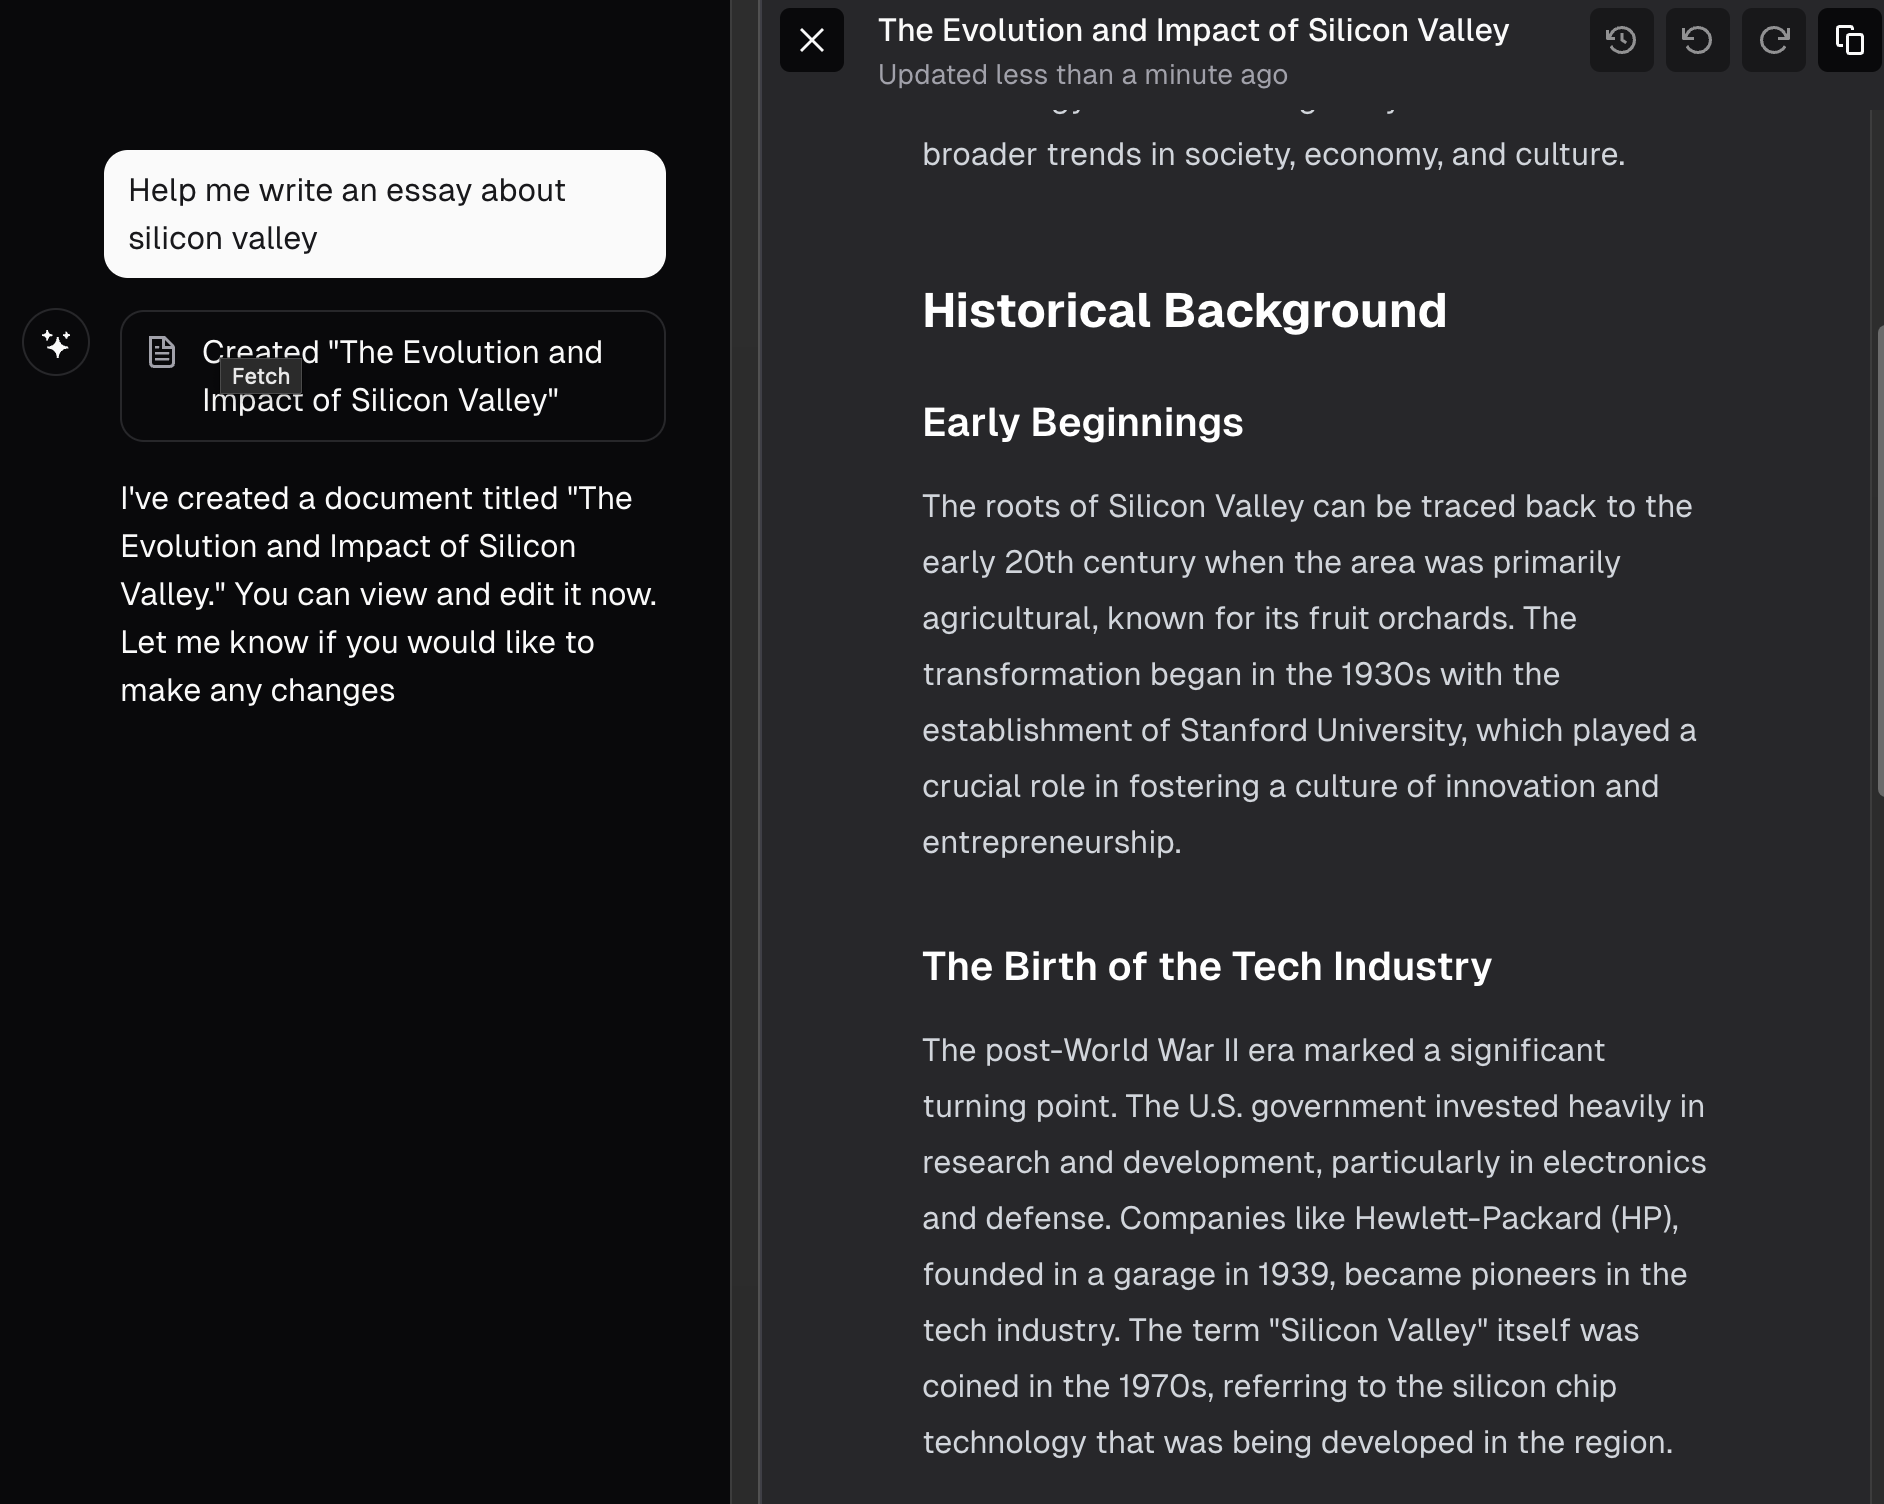 Help me write an essay about
silicon valley
Created "The Evolution and
Fetch
Impact of Silicon Valley"
I've created a document titled "The
Evolution and Impact of Silicon
Valley." You can view and edit it now.
Let me know if you would like to
make any changes
The Evolution and Impact of Silicon Valley
Updated less than a minute ago
broader trends in society, economy, and culture.
Historical Background
Early Beginnings
The roots of Silicon Valley can be traced back to the
early 20th century when the area was primarily
agricultural, known for its fruit orchards. The
transformation began in the 1930s with the
establishment of Stanford University, which played a
crucial role in fostering a culture of innovation and
entrepreneurship.
The Birth of the Tech Industry
The post-World War II era marked a significant
turning point. The U.S. government invested heavily in
research and development, particularly in electronics
and defense. Companies like Hewlett-Packard (HP),
founded in a garage in 1939, became pioneers in the
tech industry. The term "Silicon Valley" itself was
coined in the 1970s, referring to the silicon chip
technology that was being developed in the region.